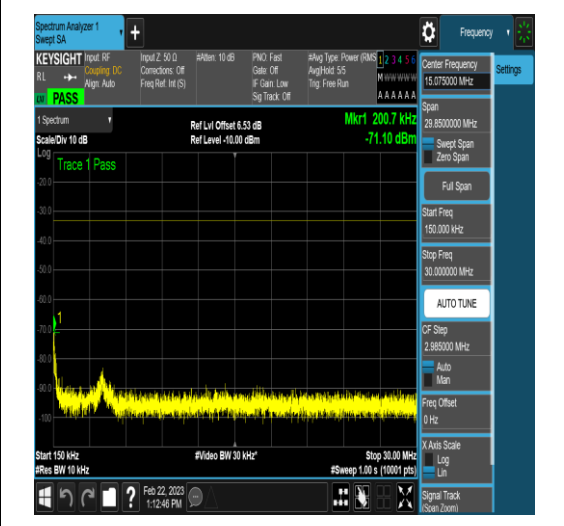 Spectrum Analyzer 1
Swept SA
Frequency
KEYSIGHT
Input: RF
Input Z: 50 Ω
#Atten: 10 dB
PNO: Fast
#Avg Type: Power (RMS
1 2 3 4 5 6
RL
Coupling: DC
Corrections: Off
Gate: Off
Avg|Hold: 5/5
M W W W W W
Align: Auto
Freq Ref: Int (S)
IF Gain: Low
Trig: Free Run
Sig Track: Off
A A A A A A
PASS
1 Spectrum
Ref Lvl Offset 6.53 dB
Mkr1 200.7 kHz
Scale/Div 10 dB
Ref Level -10.00 dBm
-71.10 dBm
Log
Trace 1 Pass
-20.0
-30.0
-40.0
-50.0
-60.0
1
-70.0
-80.0
-90.0
-100
Start 150 kHz
#Video BW 30 kHz*
Stop 30.00 MHz
#Res BW 10 kHz
#Sweep 1.00 s (10001 pts)
Feb 22, 2023
1:12:46 PM
Settings
Center Frequency
15.075000 MHz
Span
29.8500000 MHz
Swept Span
Zero Span
Full Span
Start Freq
150.000 kHz
Stop Freq
30.000000 MHz
AUTO TUNE
CF Step
2.985000 MHz
Auto
Man
Freq Offset
0 Hz
X Axis Scale
Log
Lin
Signal Track
(Span Zoom)